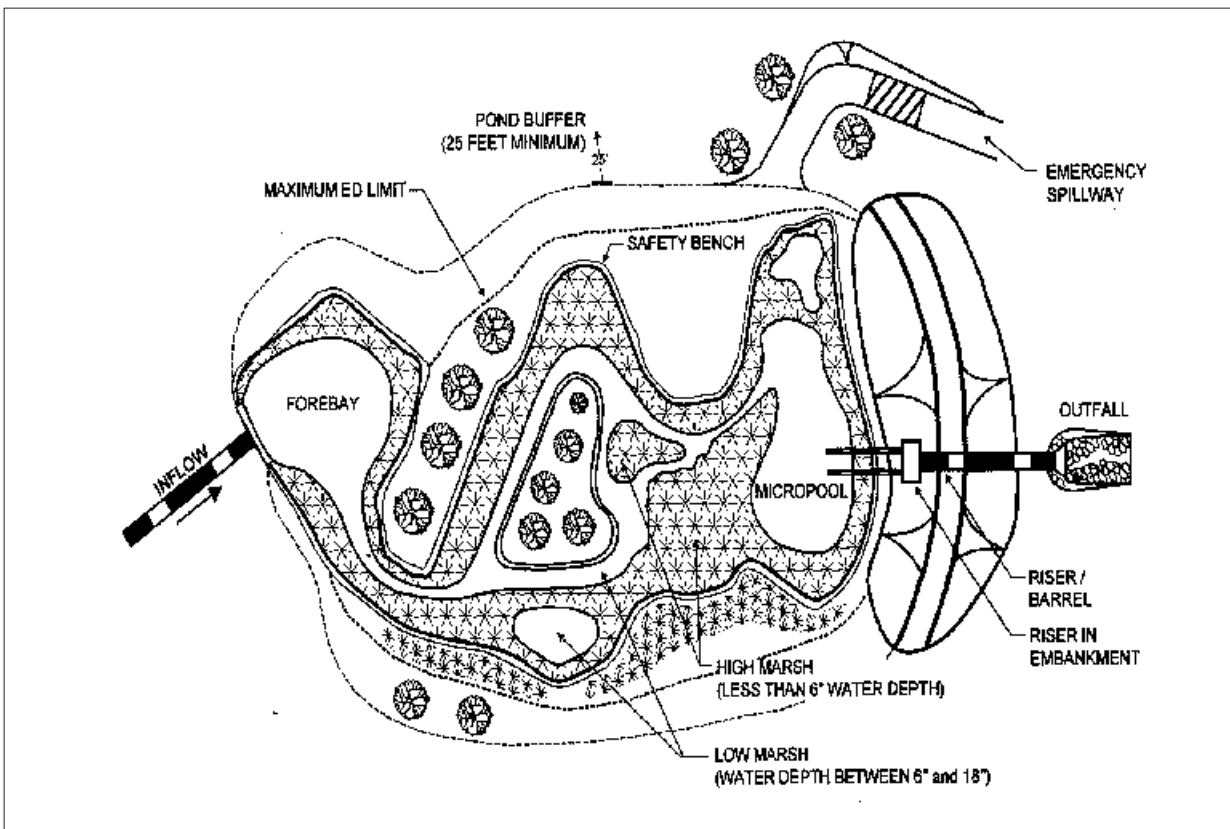 POND BUFFER
(25 FEET MINIMUM)
25'
EMERGENCY
SPILLWAY
MAXIMUM ED LIMIT
SAFETY BENCH
FOREBAY
OUTFALL
INFLOW
MICROPOOL
RISER /
BARREL
RISER IN
EMBANKMENT
HIGH MARSH
(LESS THAN 6" WATER DEPTH)
LOW MARSH
(WATER DEPTH BETWEEN 6" and 18")